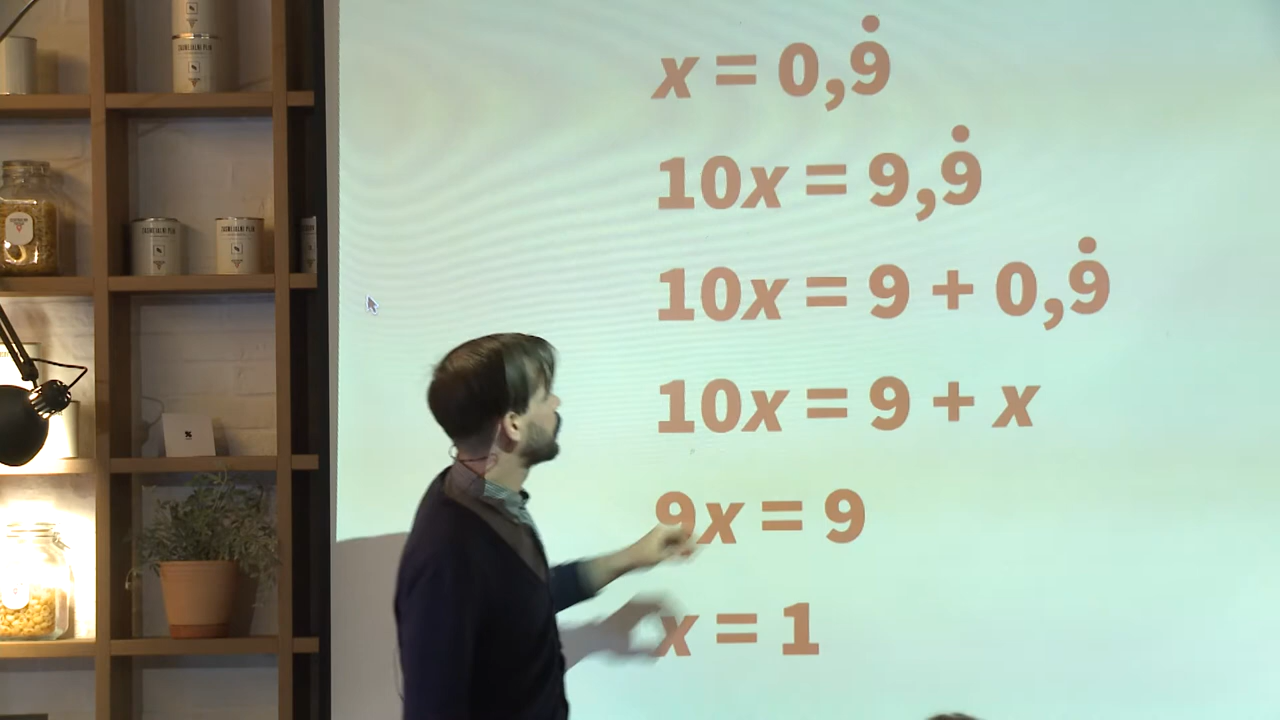 x = 0,9̇
10x = 9,9̇
10x = 9 + 0,9̇
10x = 9 + x
9x = 9
x = 1